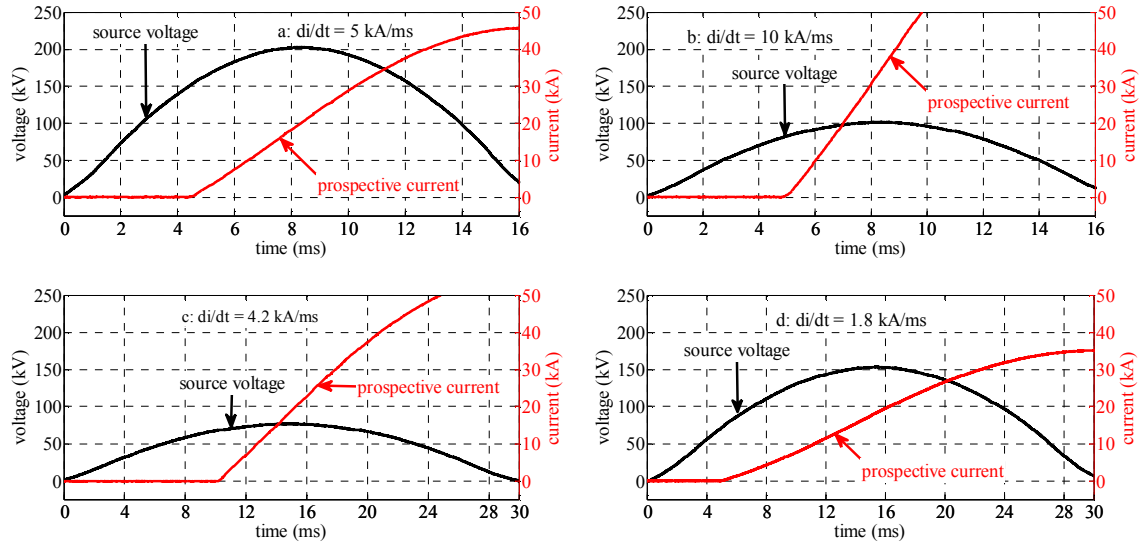 a: di/dt = 5 kA/ms
source voltage
prospective current
voltage (kV)
current (kA)
250
200
150
100
50
0
50
40
30
20
10
0
0 2 4 6 8 10 12 14 16
time (ms)
b: di/dt = 10 kA/ms
source voltage
prospective current
voltage (kV)
current (kA)
250
200
150
100
50
0
50
40
30
20
10
0
0 2 4 6 8 10 12 14 16
time (ms)
c: di/dt = 4.2 kA/ms
source voltage
prospective current
voltage (kV)
current (kA)
250
200
150
100
50
0
50
40
30
20
10
0
0 4 8 12 16 20 24 28 30
time (ms)
d: di/dt = 1.8 kA/ms
source voltage
prospective current
voltage (kV)
current (kA)
250
200
150
100
50
0
50
40
30
20
10
0
0 4 8 12 16 20 24 28 30
time (ms)